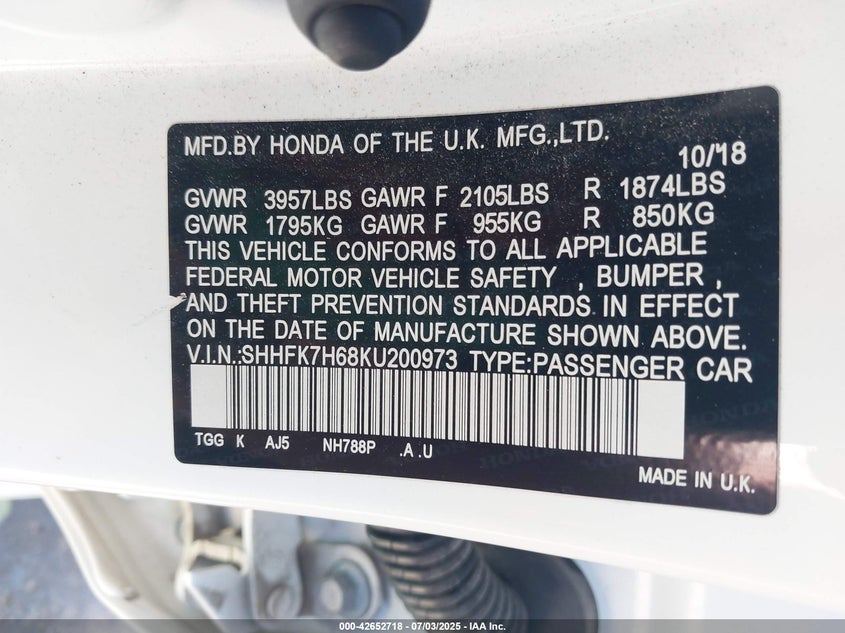 MFD.BY HONDA OF THE U.K. MFG.,LTD.
10/'18
GVWR 3957LBS GAWR F 2105LBS R 1874LBS
GVWR 1795KG GAWR F 955KG R 850KG
THIS VEHICLE CONFORMS TO ALL APPLICABLE
FEDERAL MOTOR VEHICLE SAFETY , BUMPER ,
AND THEFT PREVENTION STANDARDS IN EFFECT
ON THE DATE OF MANUFACTURE SHOWN ABOVE.
V.I.N.:SHHFK7H68KU200973 TYPE:PASSENGER CAR
TGG K AJ5 NH788P .A .U
MADE IN U.K.
000-42652718 - 07/03/2025 - IAA Inc.